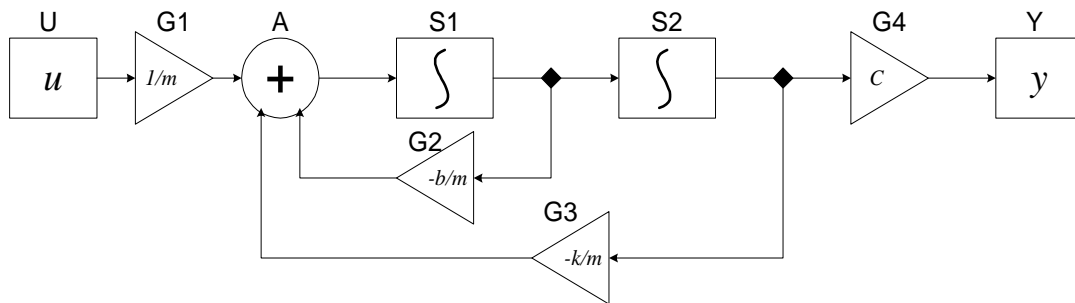 U G1 A S1 S2 G4 Y
u 1/m + C y
G2
-b/m
G3
-k/m